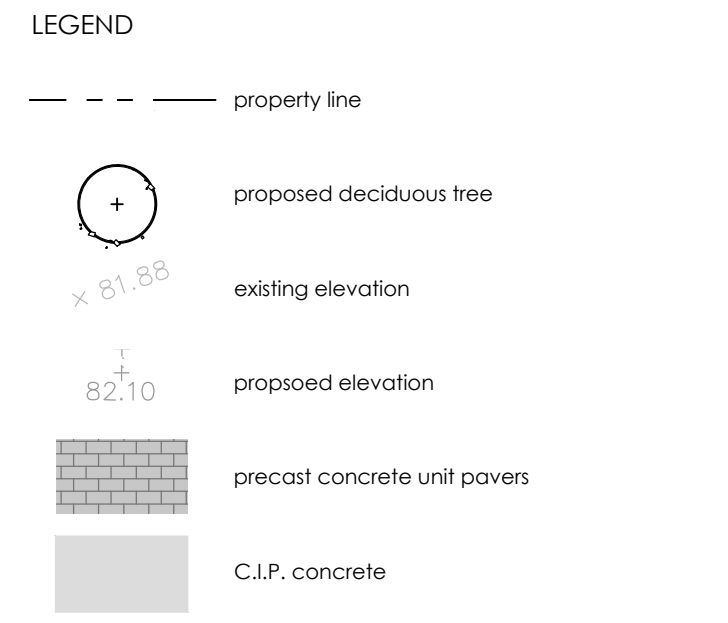 LEGEND
property line
proposed deciduous tree
x 81.88
existing elevation
82.10
propsoed elevation
precast concrete unit pavers
C.I.P. concrete